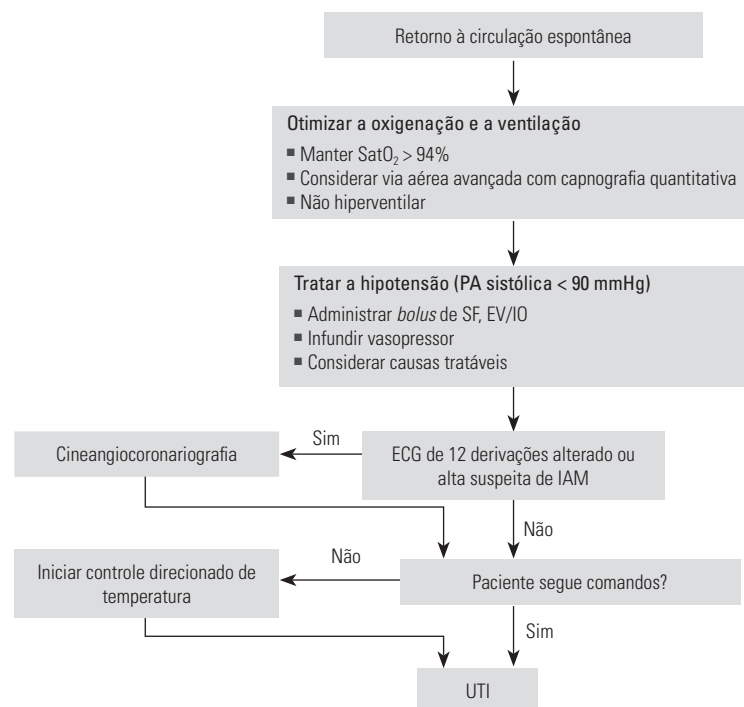 Retorno à circulação espontânea
Otimizar a oxigenação e a ventilação
■ Manter SatO₂ > 94%
■ Considerar via aérea avançada com capnografia quantitativa
■ Não hiperventilar
Tratar a hipotensão (PA sistólica < 90 mmHg)
■ Administrar bolus de SF, EV/IO
■ Infundir vasopressor
■ Considerar causas tratáveis
Sim
Cineangiocoronariografia
ECG de 12 derivações alterado ou
alta suspeita de IAM
Não
Não
Iniciar controle direcionado de
temperatura
Paciente segue comandos?
Sim
UTI